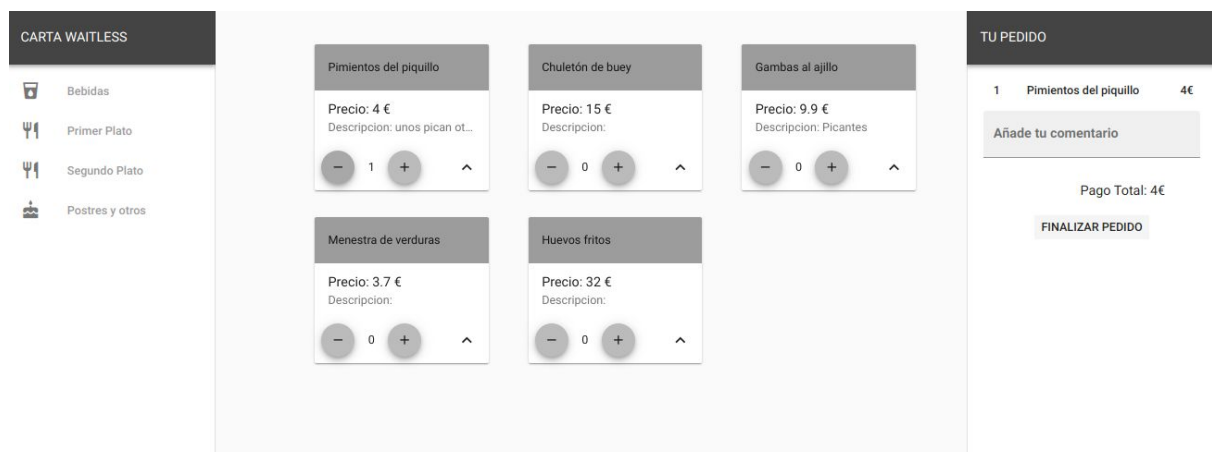 CARTA WAITLESS
Bebidas
Primer Plato
Segundo Plato
Postres y otros
Pimientos del piquillo
Precio: 4 €
Descripcion: unos pican ot...
− 1 +
Chuletón de buey
Precio: 15 €
Descripcion:
− 0 +
Gambas al ajillo
Precio: 9.9 €
Descripcion: Picantes
− 0 +
Menestra de verduras
Precio: 3.7 €
Descripcion:
− 0 +
Huevos fritos
Precio: 32 €
Descripcion:
− 0 +
TU PEDIDO
1 Pimientos del piquillo 4€
Añade tu comentario
Pago Total: 4€
FINALIZAR PEDIDO